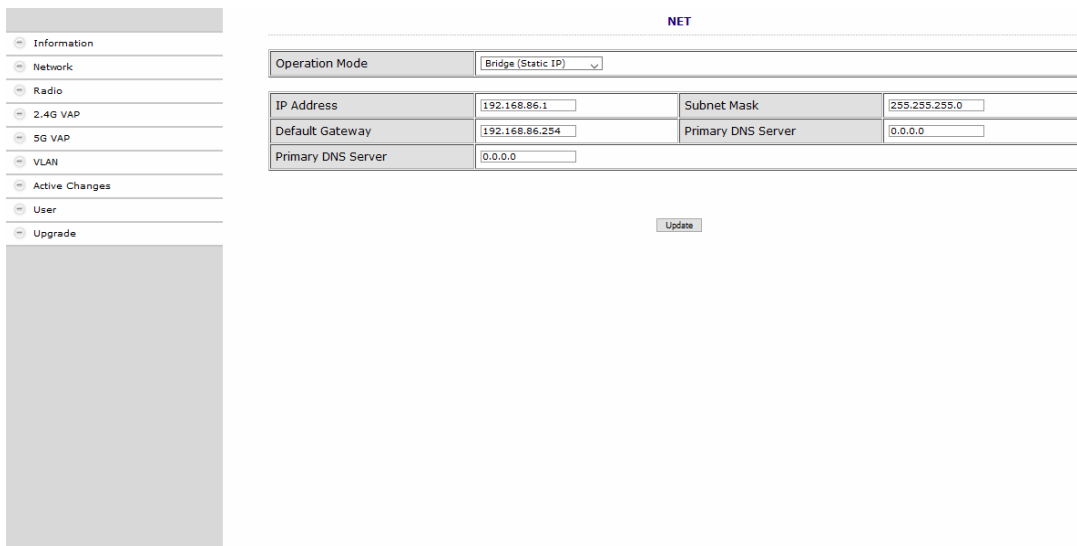 NET
Information
Network
Radio
2.4G VAP
5G VAP
VLAN
Active Changes
User
Upgrade
Operation Mode Bridge (Static IP)
IP Address 192.168.86.1 Subnet Mask 255.255.255.0
Default Gateway 192.168.86.254 Primary DNS Server 0.0.0.0
Primary DNS Server 0.0.0.0
Update